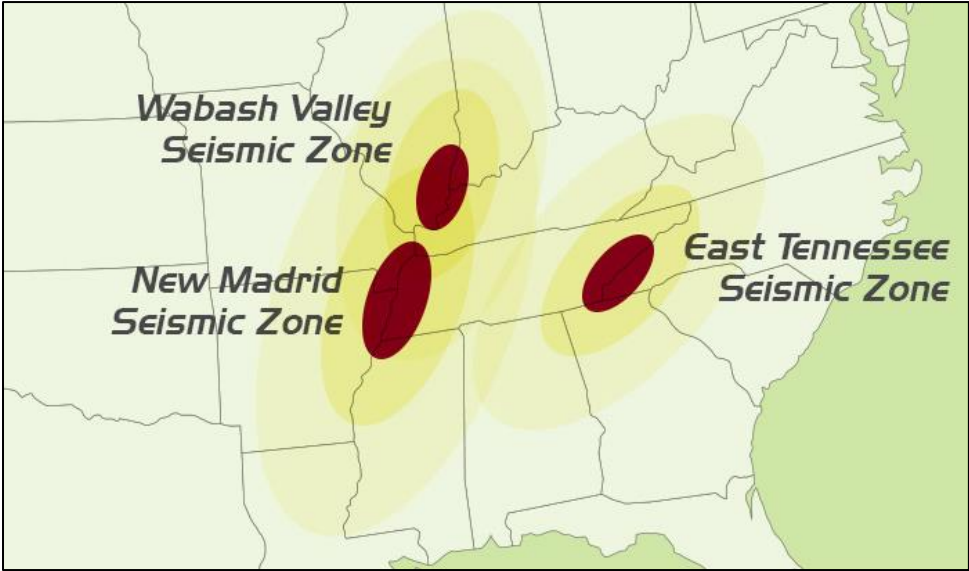 Wabash Valley
Seismic Zone
New Madrid
Seismic Zone
East Tennessee
Seismic Zone